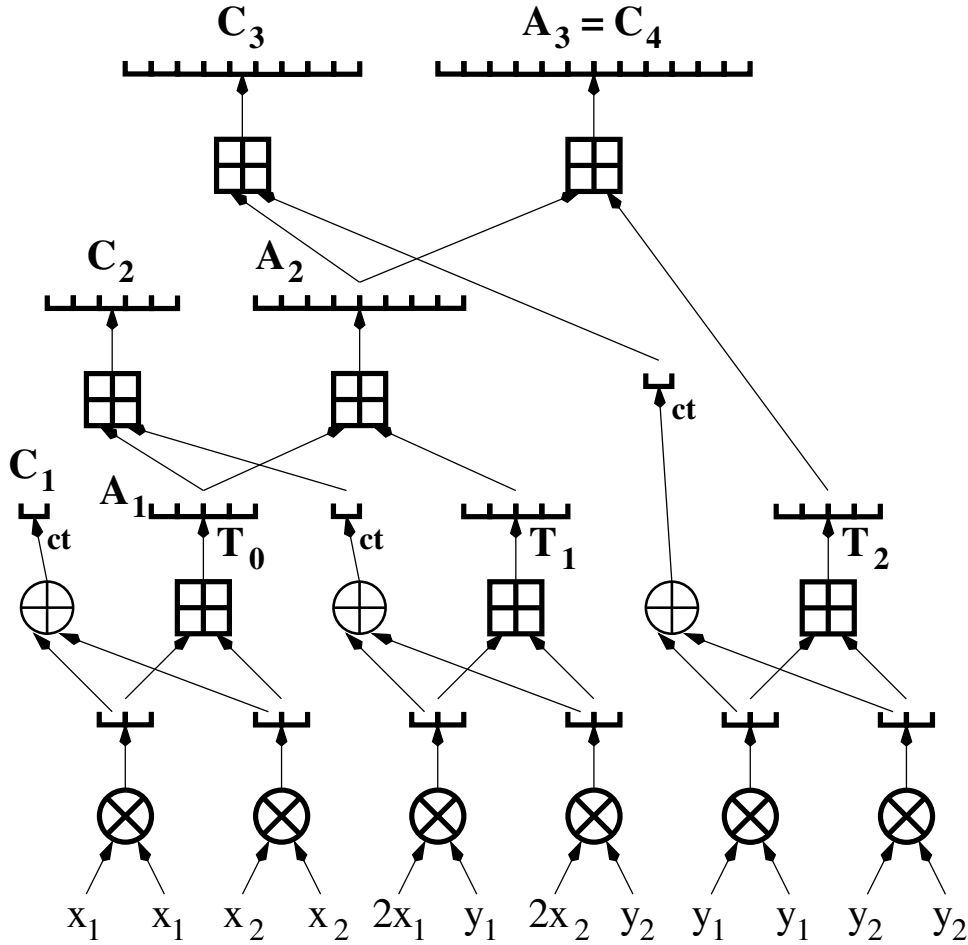 C₃ A₃ = C₄
C₂ A₂
ct
C₁ A₁
ct T₀ ct T₁ T₂
x₁ x₁ x₂ x₂ 2x₁ y₁ 2x₂ y₂ y₁ y₁ y₂ y₂